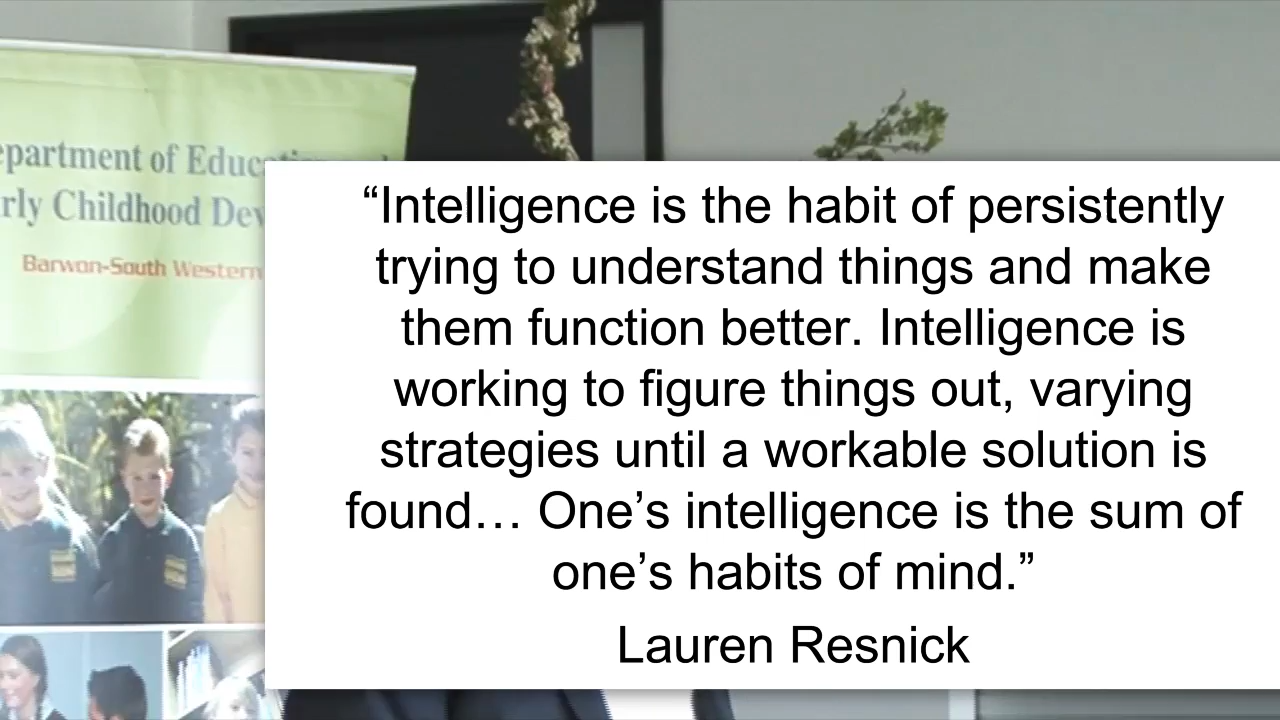 epartment of Educ
rly Childhood Dev
Barwon-South Western
“Intelligence is the habit of persistently
trying to understand things and make
them function better. Intelligence is
working to figure things out, varying
strategies until a workable solution is
found… One’s intelligence is the sum of
one’s habits of mind.”
Lauren Resnick